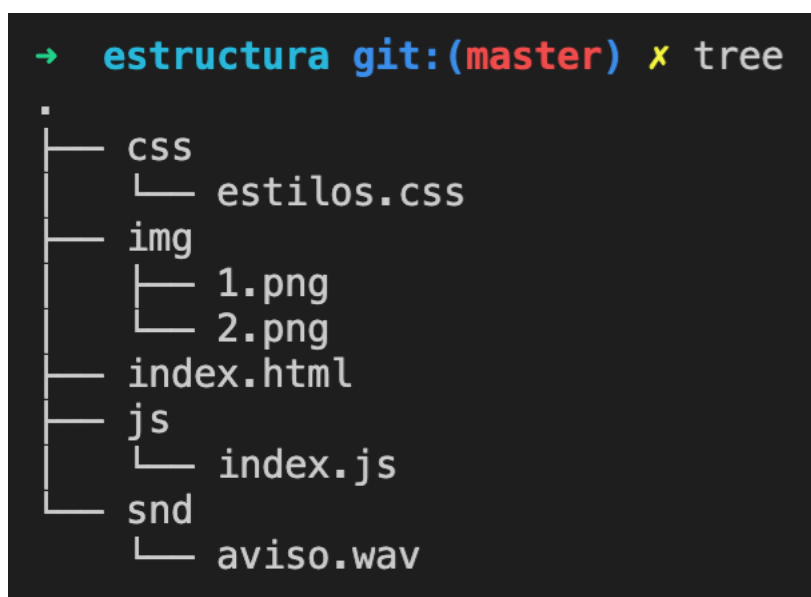 ➜  estructura git:(master) ✗ tree
.
├── css
│   └── estilos.css
├── img
│   ├── 1.png
│   └── 2.png
├── index.html
├── js
│   └── index.js
└── snd
    └── aviso.wav